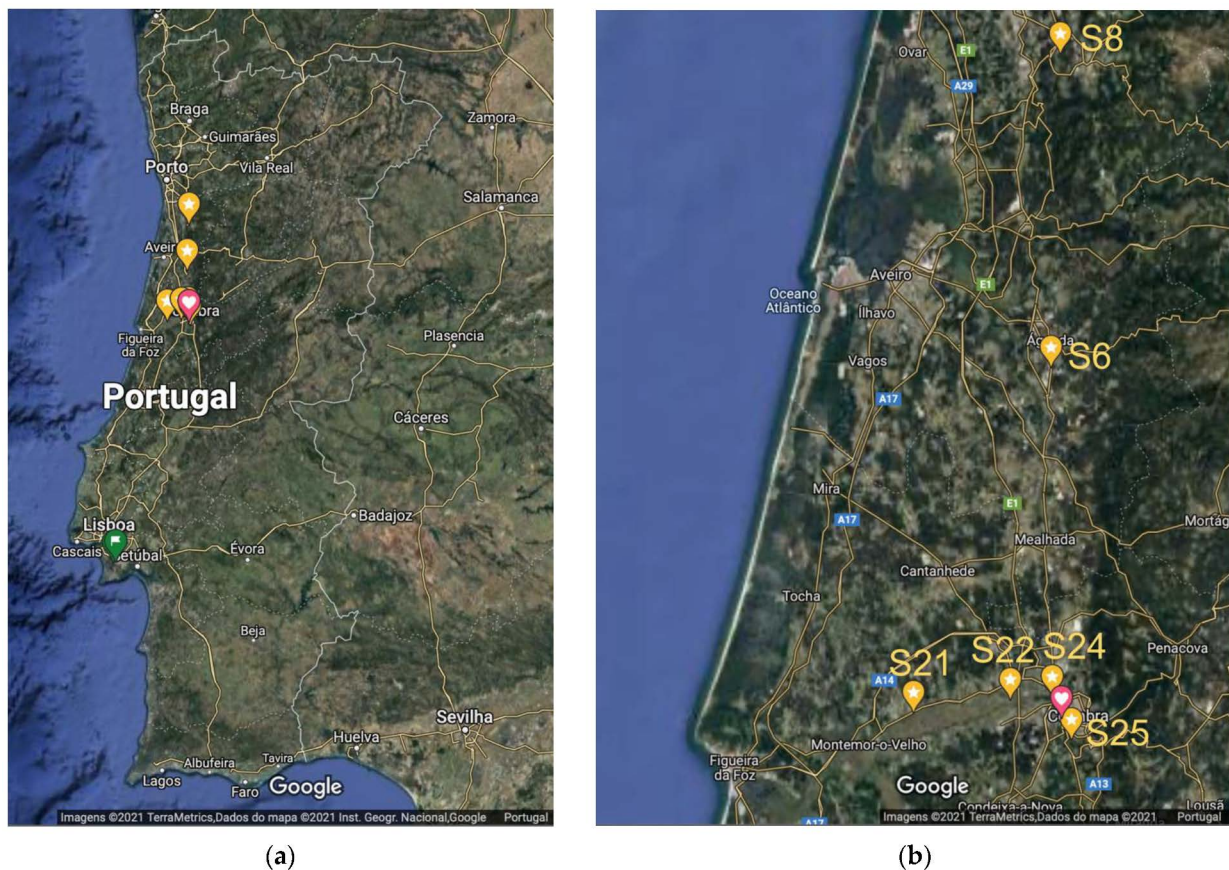 Braga
Guimarães
Zamora
Porto
Vila Real
Salamanca
Aveir
bra
Figueira
da Foz
Plasencia
Portugal
Cáceres
Lisboa
Badajoz
Cascais
etúbal
Évora
Beja
Sevilha
Huelva
Albufeira
Tavira
Lagos
Faro
Google
Imagens ©2021 TerraMetrics,Dados do mapa ©2021 Inst. Geogr. Nacional,Google Portugal
(a)
S8
Ovar
E1
A29
Aveiro
E1
Oceano
Atlântico
Ílhavo
Vagos
S6
A17
Mira
E1
A17
Mealhada
Mortág
Cantanhede
Tocha
Penacova
S21
S22
S24
A14
S25
Montemor-o-Velho
Figueira
da Foz
Google
A13
Condeixa-a-Nova
Lousã
A17
Imagens ©2021 TerraMetrics,Dados do mapa ©2021 Portugal
(b)